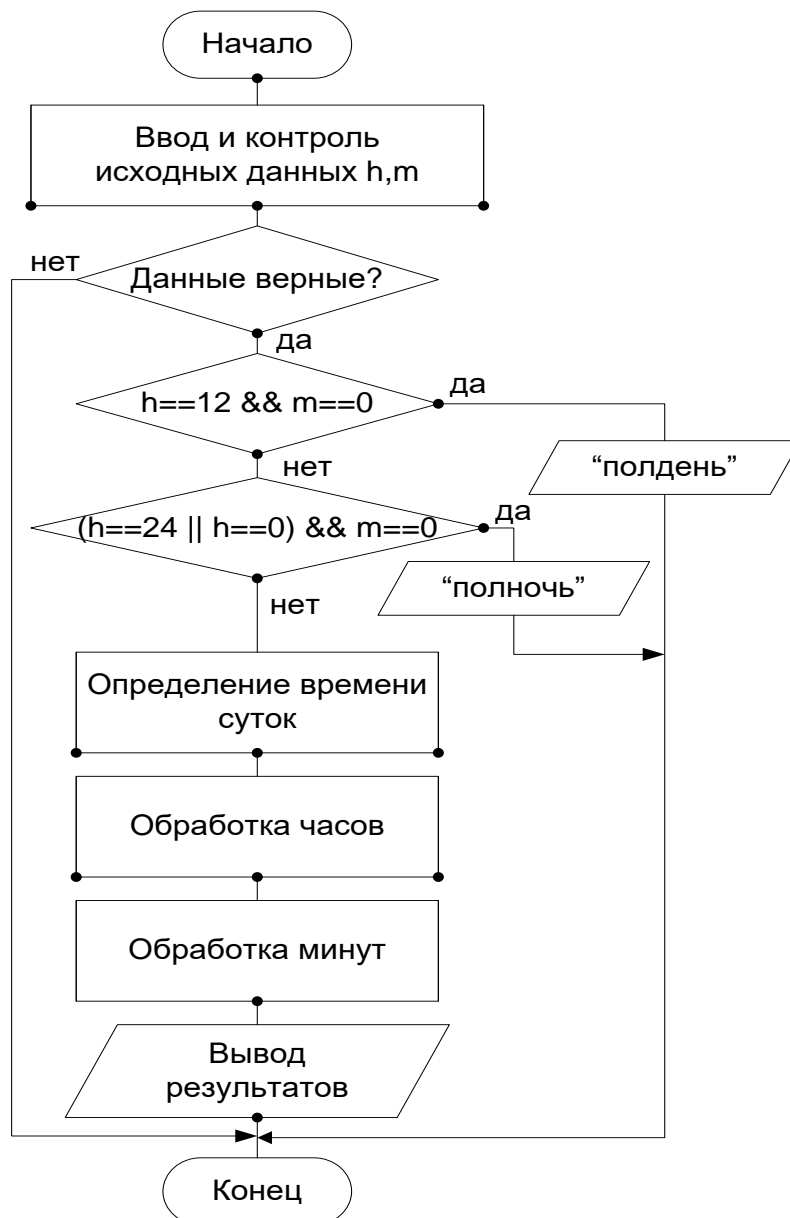 Начало
Ввод и контроль
исходных данных h,m
нет
Данные верные?
да
h==12 && m==0
да
“полдень”
нет
(h==24 || h==0) && m==0
да
“полночь”
нет
Определение времени
суток
Обработка часов
Обработка минут
Вывод
результатов
Конец